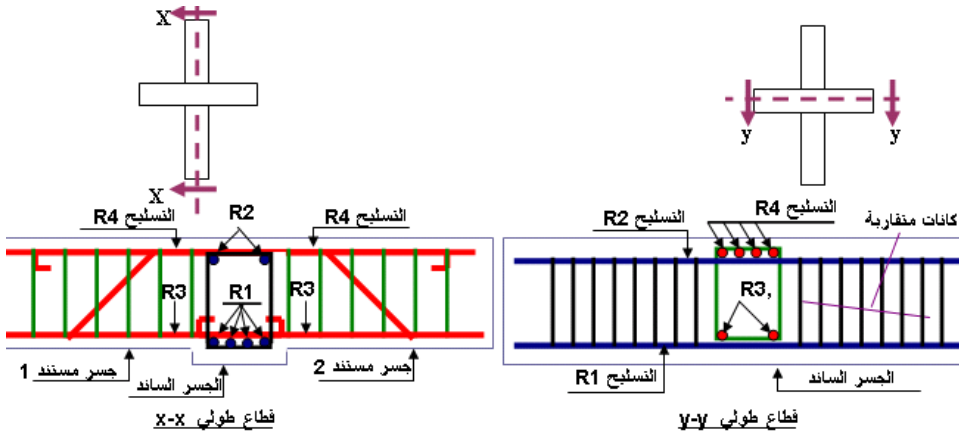 X
X
y
y
التسليح R4
R2
التسليح R4
R3
R1
R3
جسر مستند 1
الجسر الساند
جسر مستند 2
قطاع طولي x-x
التسليح R2
التسليح R4
كانات متقاربة
R3,
التسليح R1
الجسر الساند
قطاع طولي y-y